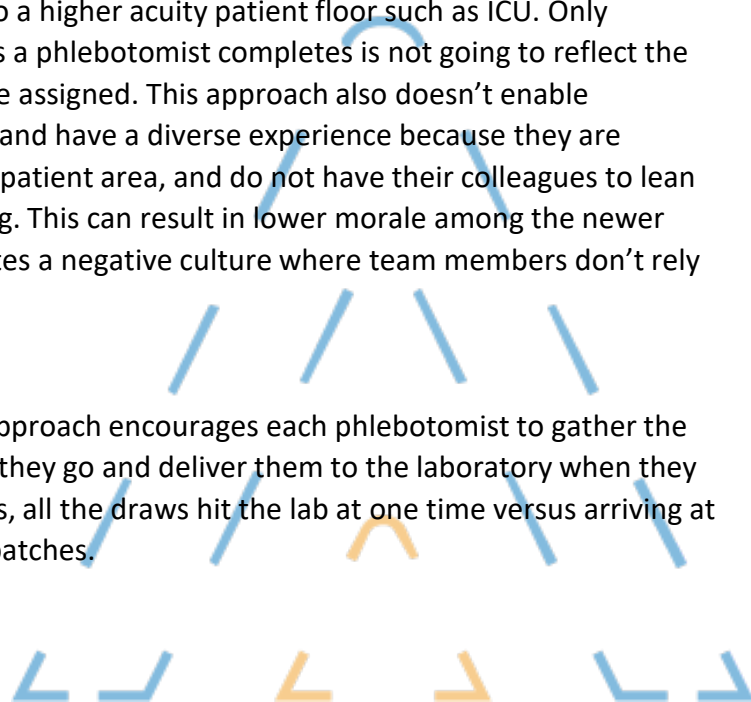 o a higher acuity patient floor such as ICU. Only
s a phlebotomist completes is not going to reflect the
e assigned. This approach also doesn’t enable
and have a diverse experience because they are
patient area, and do not have their colleagues to lean
g. This can result in lower morale among the newer
tes a negative culture where team members don’t rely
pproach encourages each phlebotomist to gather the
they go and deliver them to the laboratory when they
s, all the draws hit the lab at one time versus arriving at
batches.